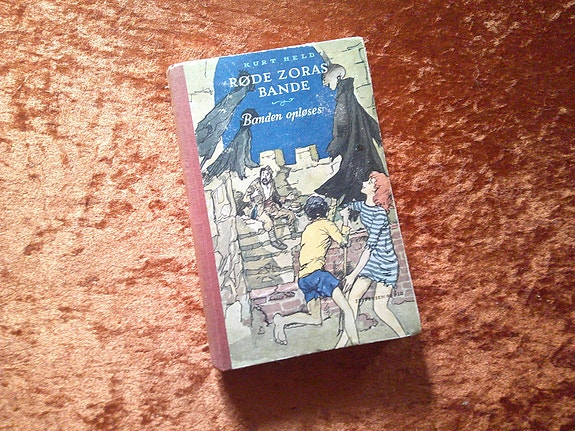 KURT HELD
RØDE ZORAS
BANDE
Banden opløses